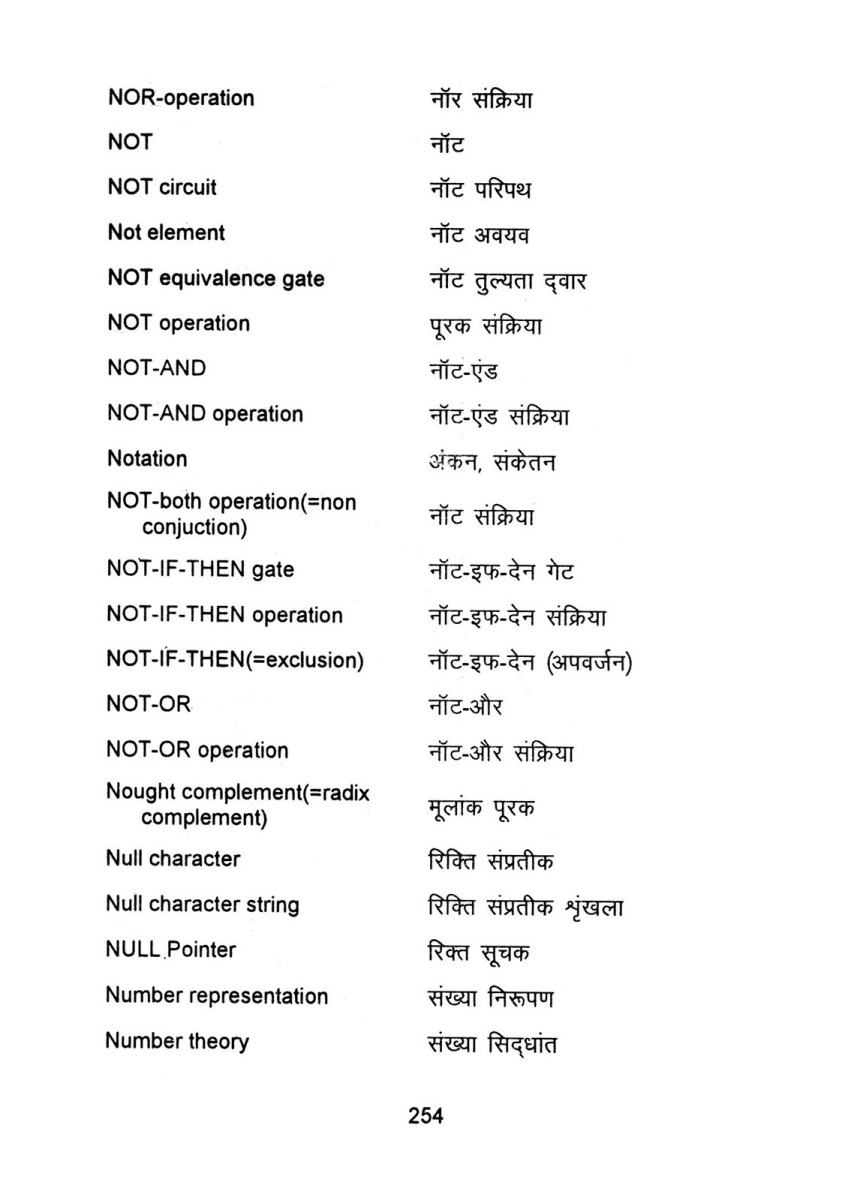 NOR-operation नॉर संक्रिया
NOT नॉट
NOT circuit नॉट परिपथ
Not element नॉट अवयव
NOT equivalence gate नॉट तुल्यता द्‌वार
NOT operation पूरक संक्रिया
NOT-AND नॉट-एंड
NOT-AND operation नॉट-एंड संक्रिया
Notation अंकन, संकेतन
NOT-both operation(=non
conjuction) नॉट संक्रिया
NOT-IF-THEN gate नॉट-इफ-देन गेट
NOT-IF-THEN operation नॉट-इफ-देन संक्रिया
NOT-IF-THEN(=exclusion) नॉट-इफ-देन (अपवर्जन)
NOT-OR नॉट-और
NOT-OR operation नॉट-और संक्रिया
Nought complement(=radix
complement) मूलांक पूरक
Null character रिक्ति संप्रतीक
Null character string रिक्ति संप्रतीक शृंखला
NULL Pointer रिक्त सूचक
Number representation संख्या निरूपण
Number theory संख्या सिद्‌धांत
254